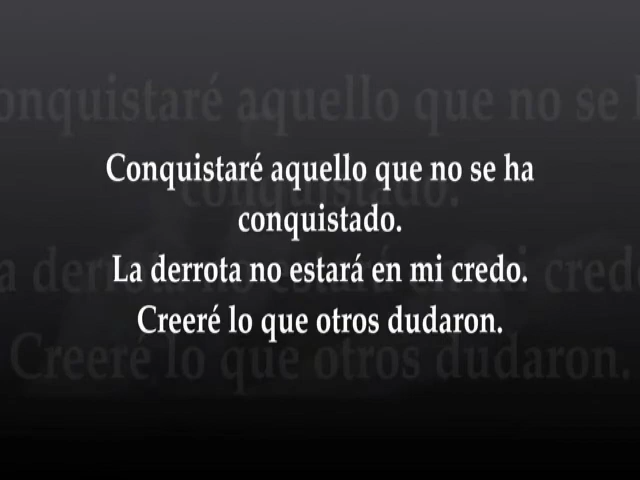 Conquistaré aquello que no se ha
conquistado.
La derrota no estará en mi credo.
Creeré lo que otros dudaron.